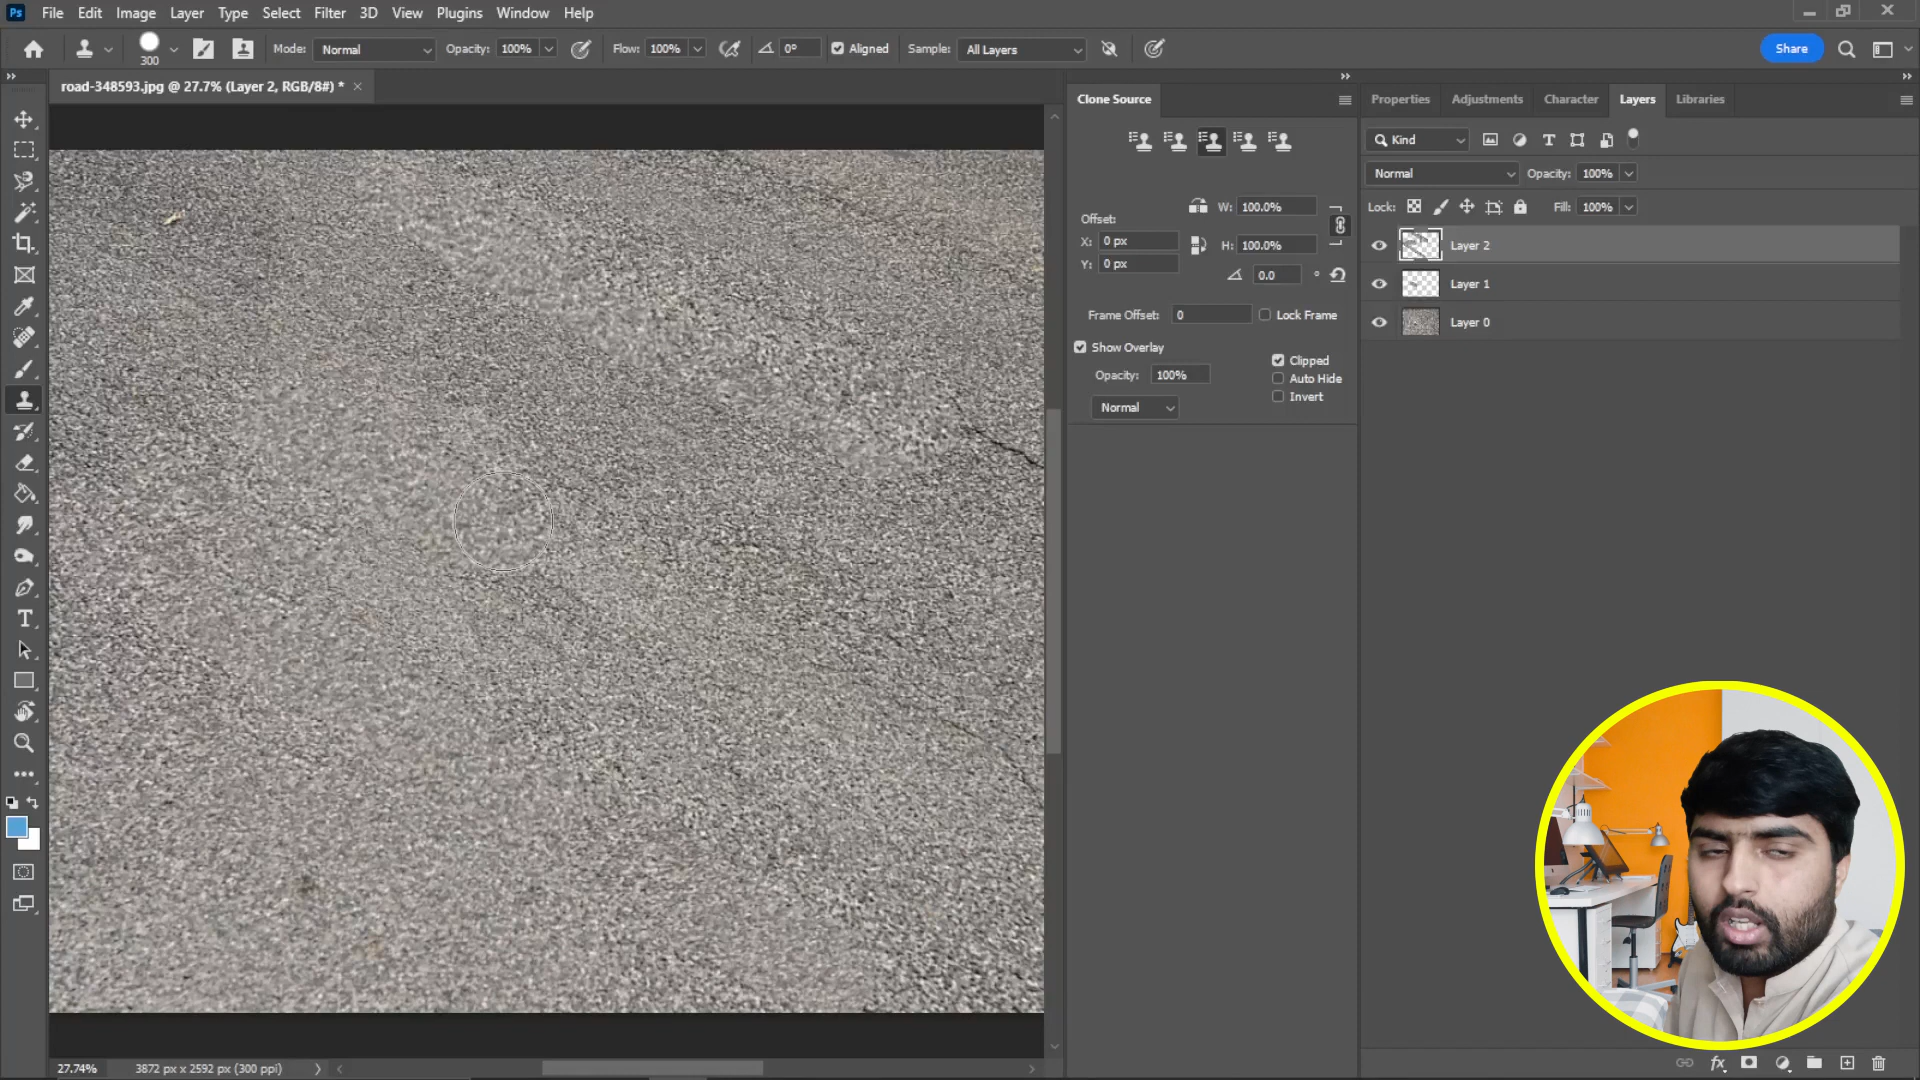 Ps File Edit Image Layer Type Select Filter 3D View Plugins Window Help
300 Mode: Normal Opacity: 100% Flow: 100% 0° Aligned Sample: All Layers Share
road-348593.jpg @ 27.7% (Layer 2, RGB/8#) *
Clone Source
Offset:
X: 0 px
Y: 0 px
W: 100.0%
H: 100.0%
0.0 °
Frame Offset: 0 Lock Frame
Show Overlay
Opacity: 100%
Normal
Clipped
Auto Hide
Invert
Properties Adjustments Character Layers Libraries
Kind
Normal Opacity: 100%
Lock: Fill: 100%
Layer 2
Layer 1
Layer 0
fx
27.74% 3872 px x 2592 px (300 ppi)